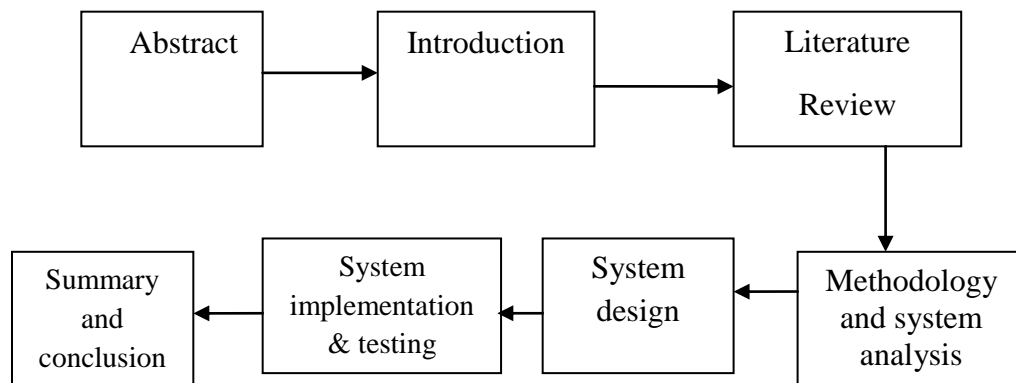 Abstract
Introduction
Literature
Review
Methodology
and system
analysis
System
design
System
implementation
& testing
Summary
and
conclusion